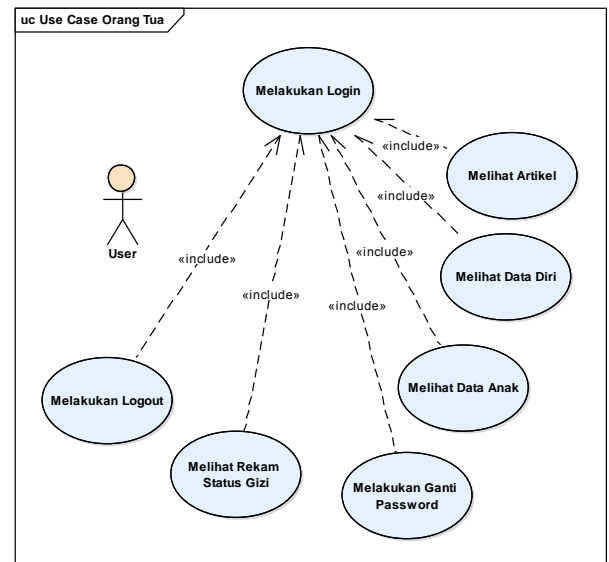 uc Use Case Orang Tua
Melakukan Login
«include»
Melihat Artikel
«include»
User
«include»
«include»
Melihat Data Diri
«include»
«include»
Melihat Data Anak
Melakukan Logout
Melihat Rekam
Status Gizi
Melakukan Ganti
Password